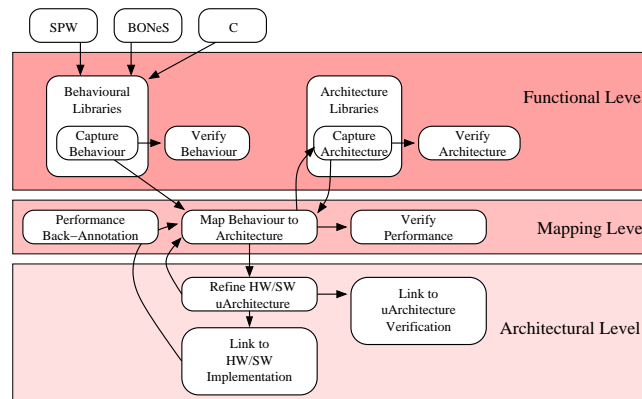 SPW
BONeS
C
Behavioural
Libraries
Architecture
Libraries
Functional Level
Capture
Behaviour
Verify
Behaviour
Capture
Architecture
Verify
Architecture
Performance
Back−Annotation
Map Behaviour to
Architecture
Verify
Performance
Mapping Level
Refine HW/SW
uArchitecture
Link to
uArchitecture
Verification
Architectural Level
Link to
HW/SW
Implementation